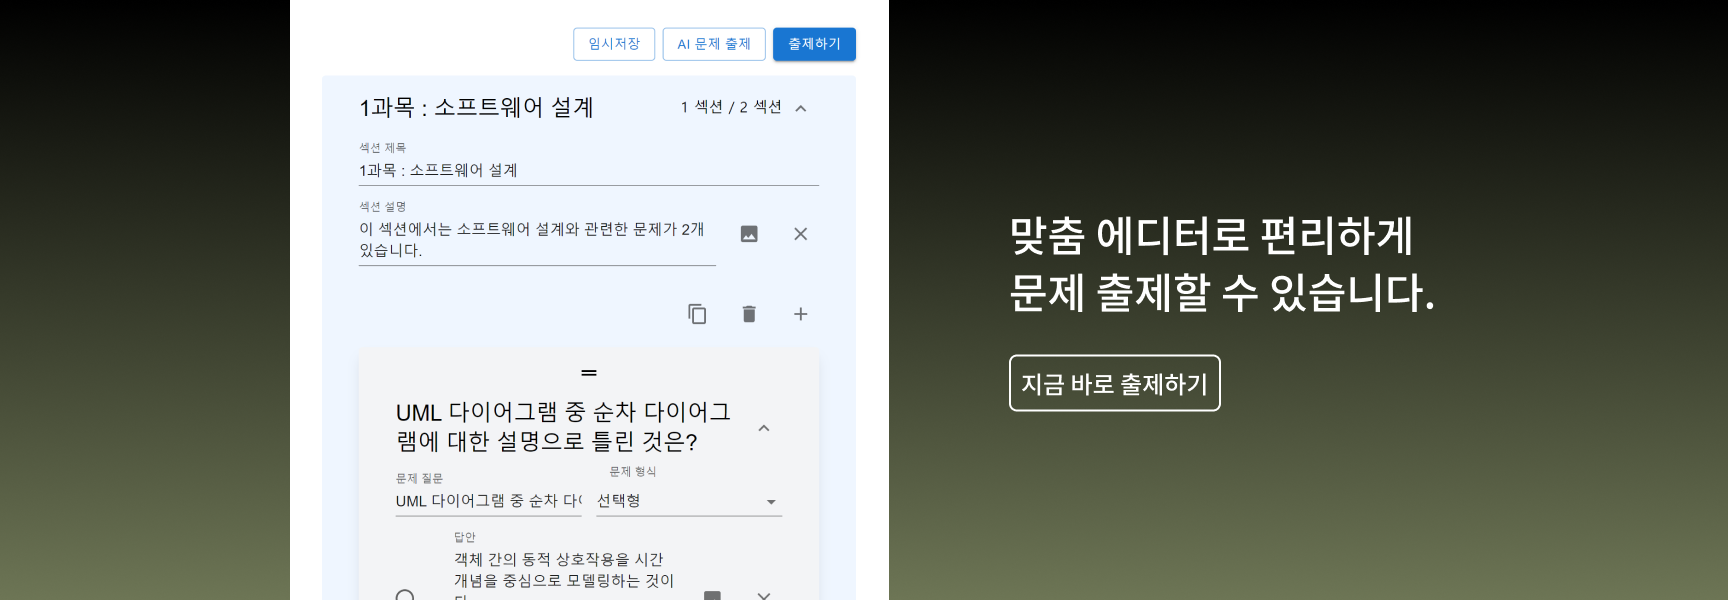 임시저장
AI 문제 출제
출제하기
1과목 : 소프트웨어 설계
1 섹션 / 2 섹션
섹션 제목
1과목 : 소프트웨어 설계
섹션 설명
이 섹션에서는 소프트웨어 설계와 관련한 문제가 2개
있습니다.
UML 다이어그램 중 순차 다이어그
램에 대한 설명으로 틀린 것은?
문제 질문
문제 형식
UML 다이어그램 중 순차
선택형
답안
객체 간의 동적 상호작용을 시간
개념을 중심으로 모델링하는 것이
맞춤 에디터로 편리하게
문제 출제할 수 있습니다.
지금 바로 출제하기